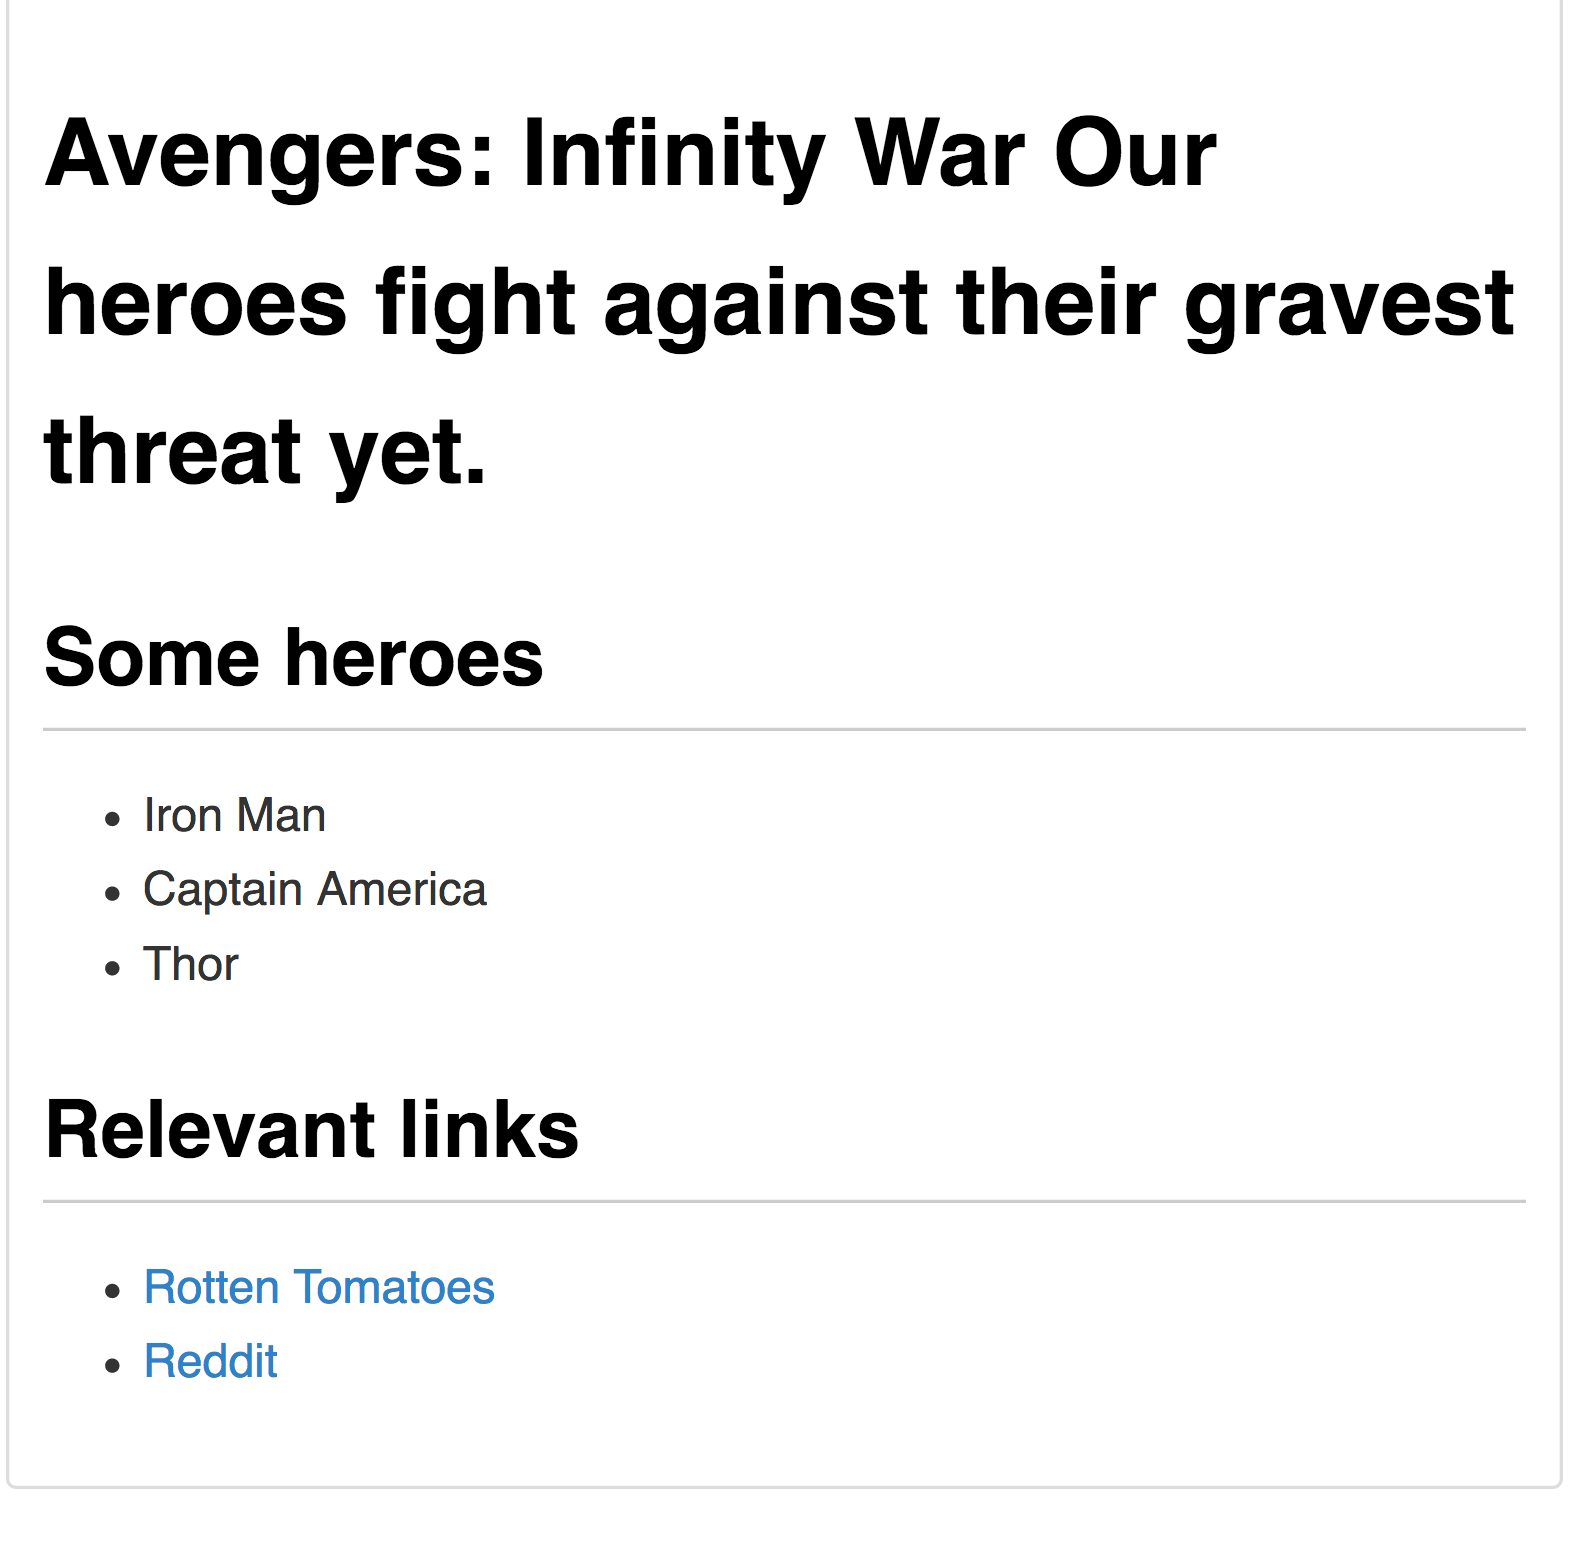 Avengers: Infinity War Our
heroes fight against their gravest
threat yet.
Some heroes
Iron Man
Captain America
Thor
Relevant links
Rotten Tomatoes
Reddit